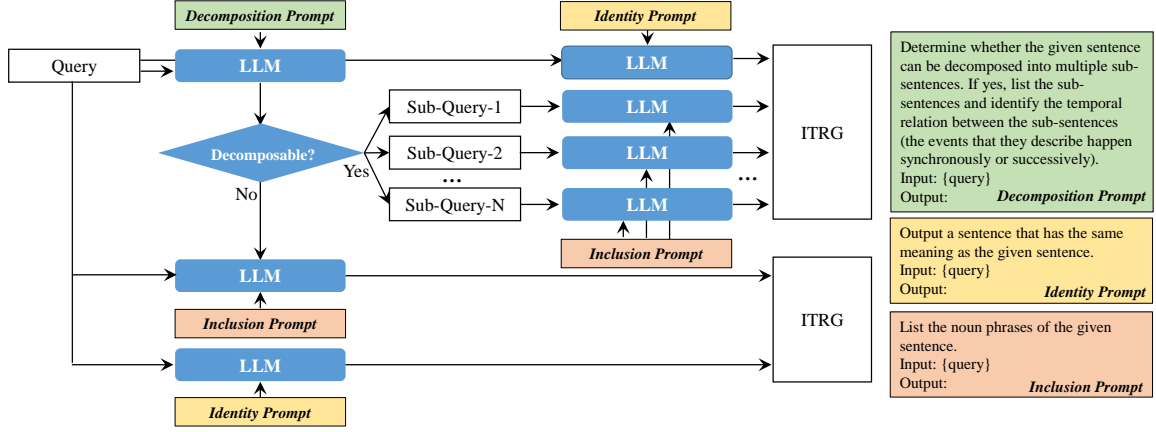 Decomposition Prompt
Identity Prompt
Query
LLM
LLM
Sub-Query-1
LLM
Decomposable?
Yes
Sub-Query-2
LLM
ITRG
...
...
No
Sub-Query-N
LLM
Inclusion Prompt
LLM
Inclusion Prompt
ITRG
LLM
Identity Prompt
Determine whether the given sentence
can be decomposed into multiple sub-
sentences. If yes, list the sub-
sentences and identify the temporal
relation between the sub-sentences
(the events that they describe happen
synchronously or successively).
Input: {query}
Output:
Decomposition Prompt
Output a sentence that has the same
meaning as the given sentence.
Input: {query}
Output:
Identity Prompt
List the noun phrases of the given
sentence.
Input: {query}
Output:
Inclusion Prompt